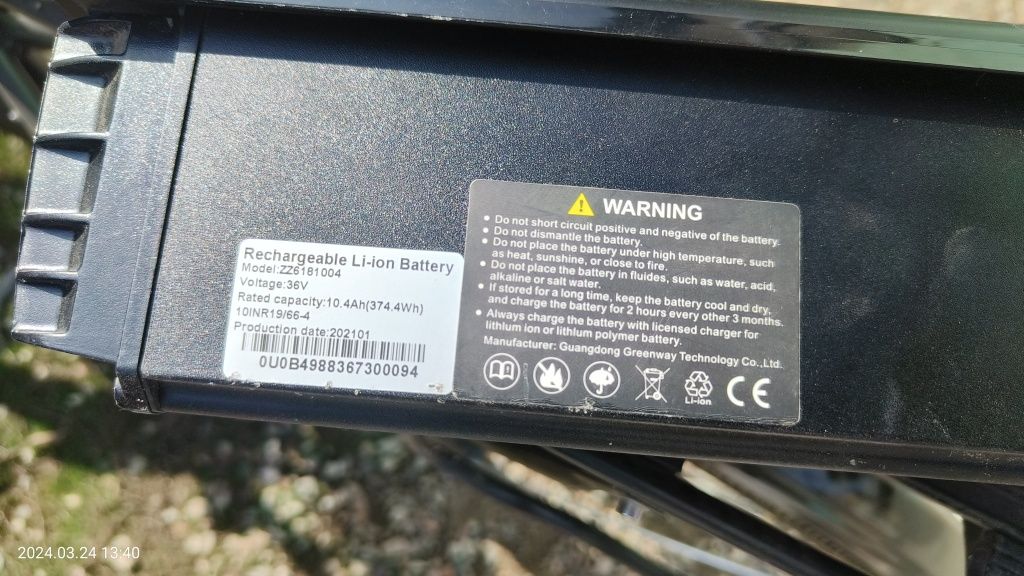 Rechargeable Li-ion Battery
Model:ZZ6181004
Voltage:36V
Rated capacity:10.4Ah(374.4Wh)
10INR19/66-4
Production date:202101
0U0B4988367300094
WARNING
• Do not short circuit positive and negative of the battery.
• Do not dismantle the battery.
• Do not place the battery under high temperature, such
as heat, sunshine, or close to fire.
• Do not place the battery in fluides, such as water, acid,
alkaline or salt water.
• If stored for a long time, keep the battery cool and dry,
and charge the battery for 2 hours every other 3 months.
• Always charge the battery with licensed charger for
lithium ion or lithium polymer battery.
Manufacturer: Guangdong Greenway Technology Co.,Ltd.
Li-ion
CE
2024.03.24 13:40